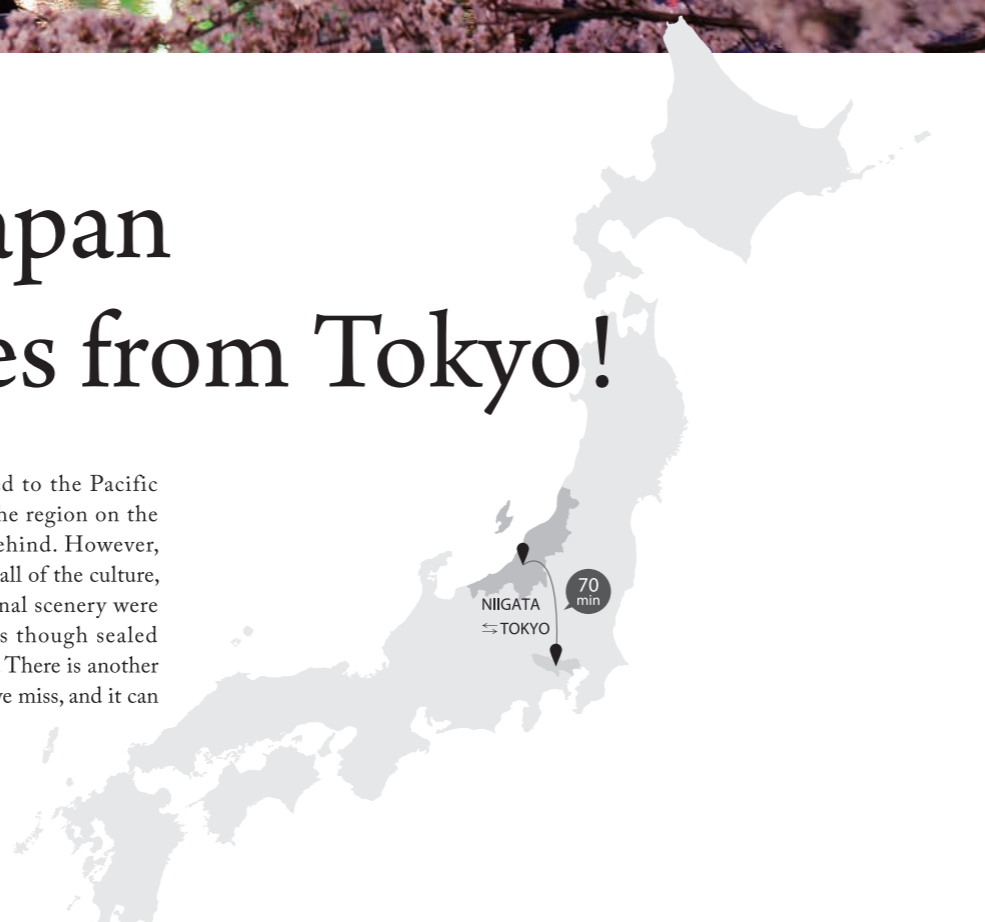 apan
es from Tokyo!
d to the Pacific
he region on the
ehind. However,
all of the culture,
nal scenery were
s though sealed
There is another
ve miss, and it can
70
min
NIIGATA
⇆TOKYO